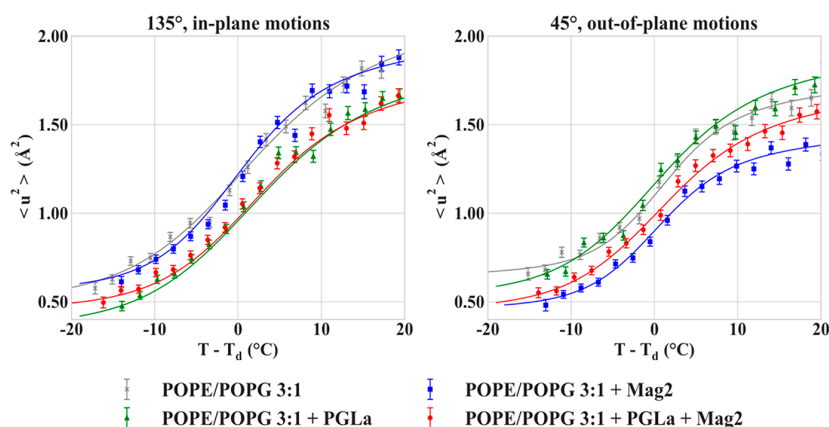 135°, in-plane motions
45°, out-of-plane motions
< u² > (Å²)
2.00
1.50
1.00
0.50
-20
-10
0
10
20
T - Td (°C)
< u² > (Å²)
2.00
1.50
1.00
0.50
-20
-10
0
10
20
T - Td (°C)
POPE/POPG 3:1
POPE/POPG 3:1 + Mag2
POPE/POPG 3:1 + PGLa
POPE/POPG 3:1 + PGLa + Mag2